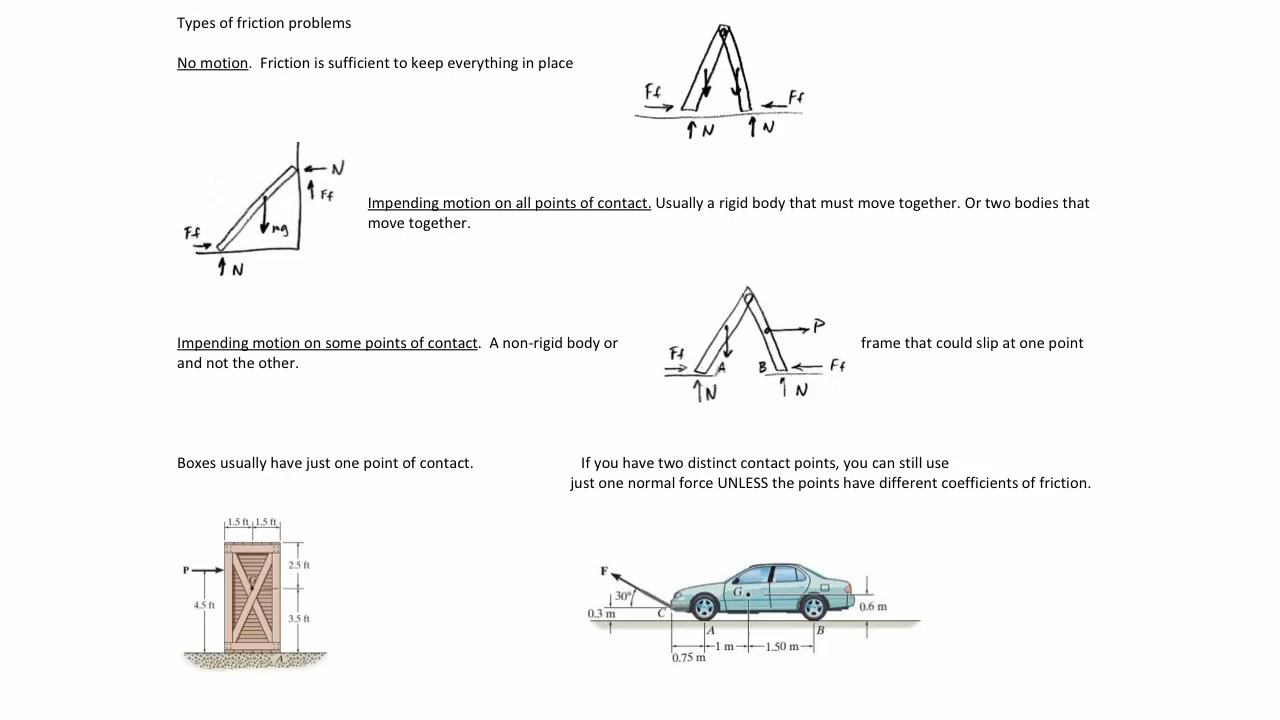 Types of friction problems
No motion.  Friction is sufficient to keep everything in place
Ff
Ff
N
N
N
Ff
mg
Ff
N
Impending motion on all points of contact. Usually a rigid body that must move together. Or two bodies that
move together.
Impending motion on some points of contact.  A non-rigid body or
frame that could slip at one point
and not the other.
P
Ff
A
B
Ff
N
N
Boxes usually have just one point of contact.
If you have two distinct contact points, you can still use
just one normal force UNLESS the points have different coefficients of friction.
1.5 ft 1.5 ft
P
2.5 ft
G
4.5 ft
3.5 ft
A
F
30°
G
0.3 m
C
0.6 m
A
B
1 m
1.50 m
0.75 m